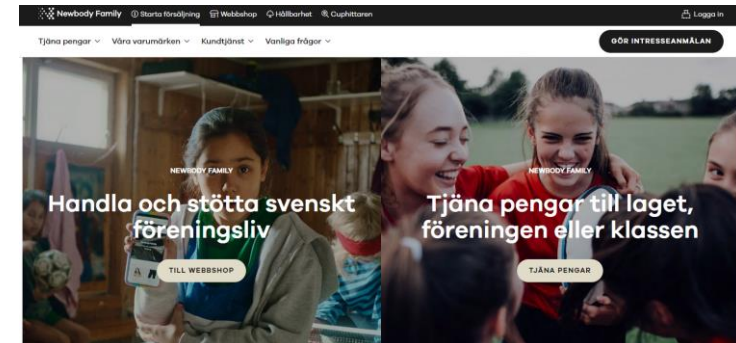 Newbody Family Starta försäljning Webbshop Hållbarhet Cuphittaren Logga in
Tjäna pengar Våra varumärken Kundtjänst Vanliga frågor GÖR INTRESSEANMÄLAN
NEWBODY FAMILY
Handla och stötta svenskt
föreningsliv
TILL WEBBSHOP
NEWBODY FAMILY
Tjäna pengar till laget,
föreningen eller klassen
TJÄNA PENGAR